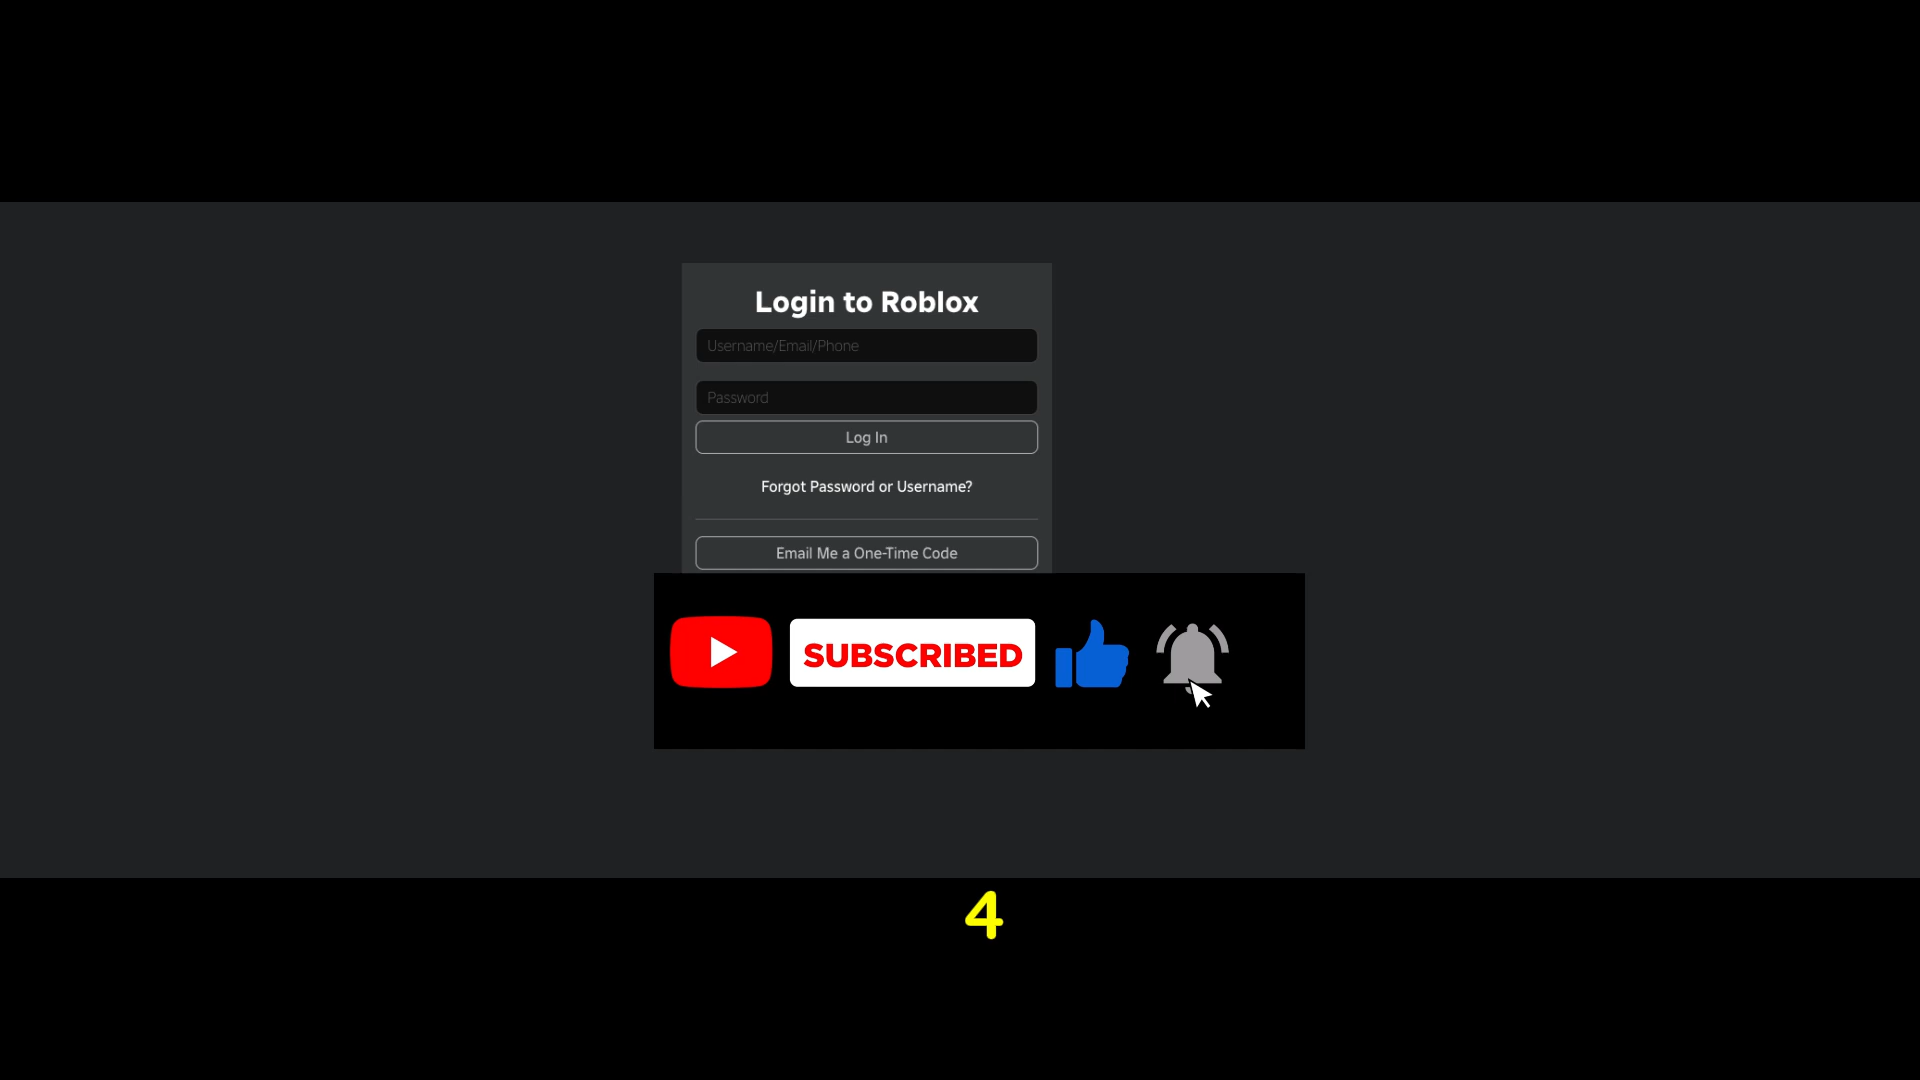 Login to Roblox
Username/Email/Phone
Password
Log In
Forgot Password or Username?
Email Me a One-Time Code
SUBSCRIBED
4